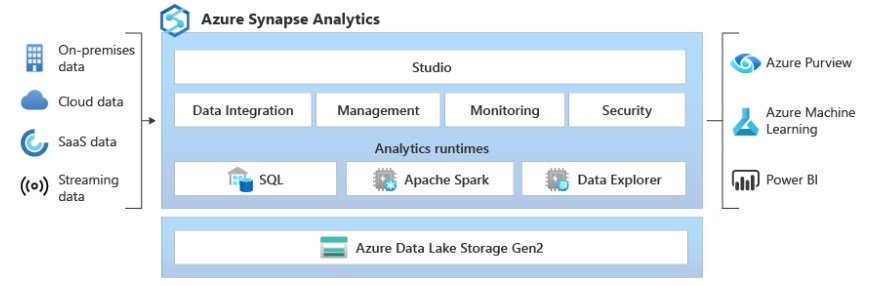 Azure Synapse Analytics
On-premises
data
Cloud data
SaaS data
Streaming
data
Studio
Data Integration
Management
Monitoring
Security
Analytics runtimes
SQL
Apache Spark
Data Explorer
Azure Data Lake Storage Gen2
Azure Purview
Azure Machine
Learning
Power BI